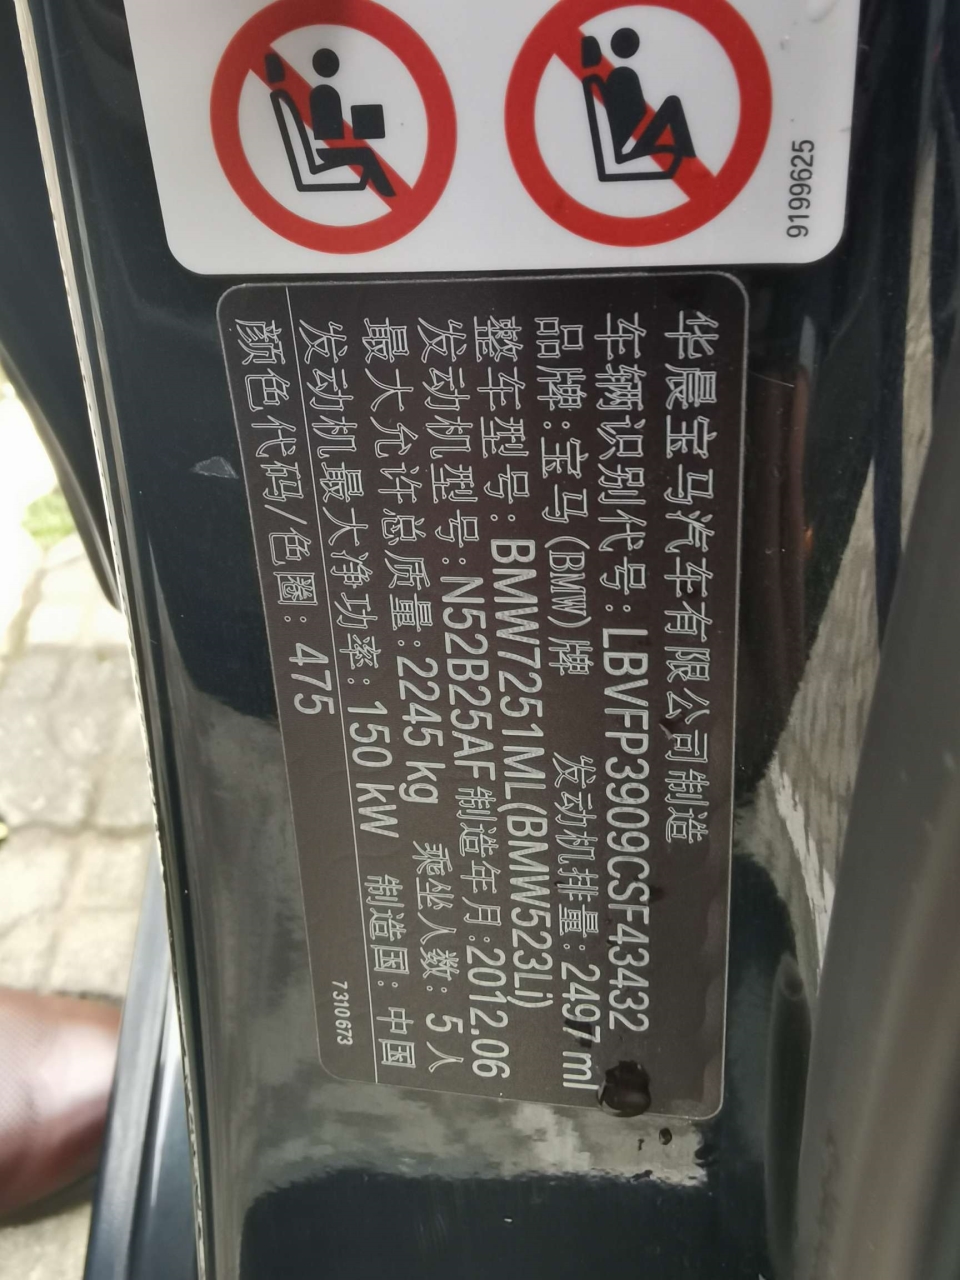 9199625
华晨宝马汽车有限公司制造
车辆识别代号:LBVFP3909CSF43432
品牌:宝马(BMW)牌 发动机排量:2497 ml
整车型号:BMW7251ML(BMW523Li)
发动机型号:N52B25AF 制造年月:2012.06
最大允许总质量:2245 kg 乘坐人数:5人
发动机最大净功率:150 kW 制造国:中国
颜色代码/色圈:475
7310673